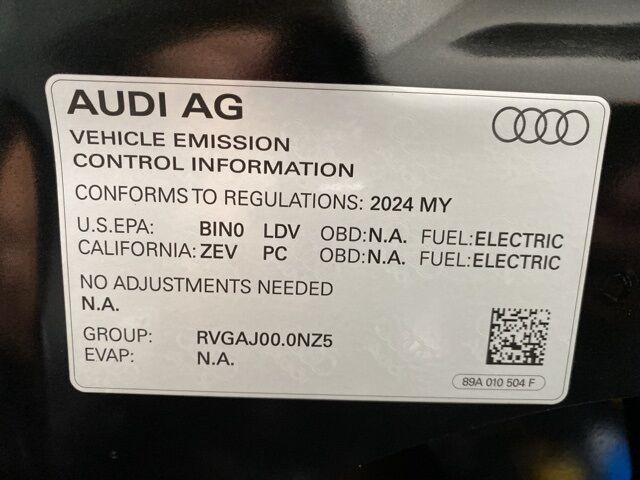 AUDI AG
VEHICLE EMISSION
CONTROL INFORMATION
CONFORMS TO REGULATIONS: 2024 MY
U.S.EPA: BIN0 LDV OBD:N.A. FUEL:ELECTRIC
CALIFORNIA: ZEV PC OBD:N.A. FUEL:ELECTRIC
NO ADJUSTMENTS NEEDED
N.A.
GROUP: RVGAJ00.0NZ5
EVAP: N.A.
89A 010 504 F